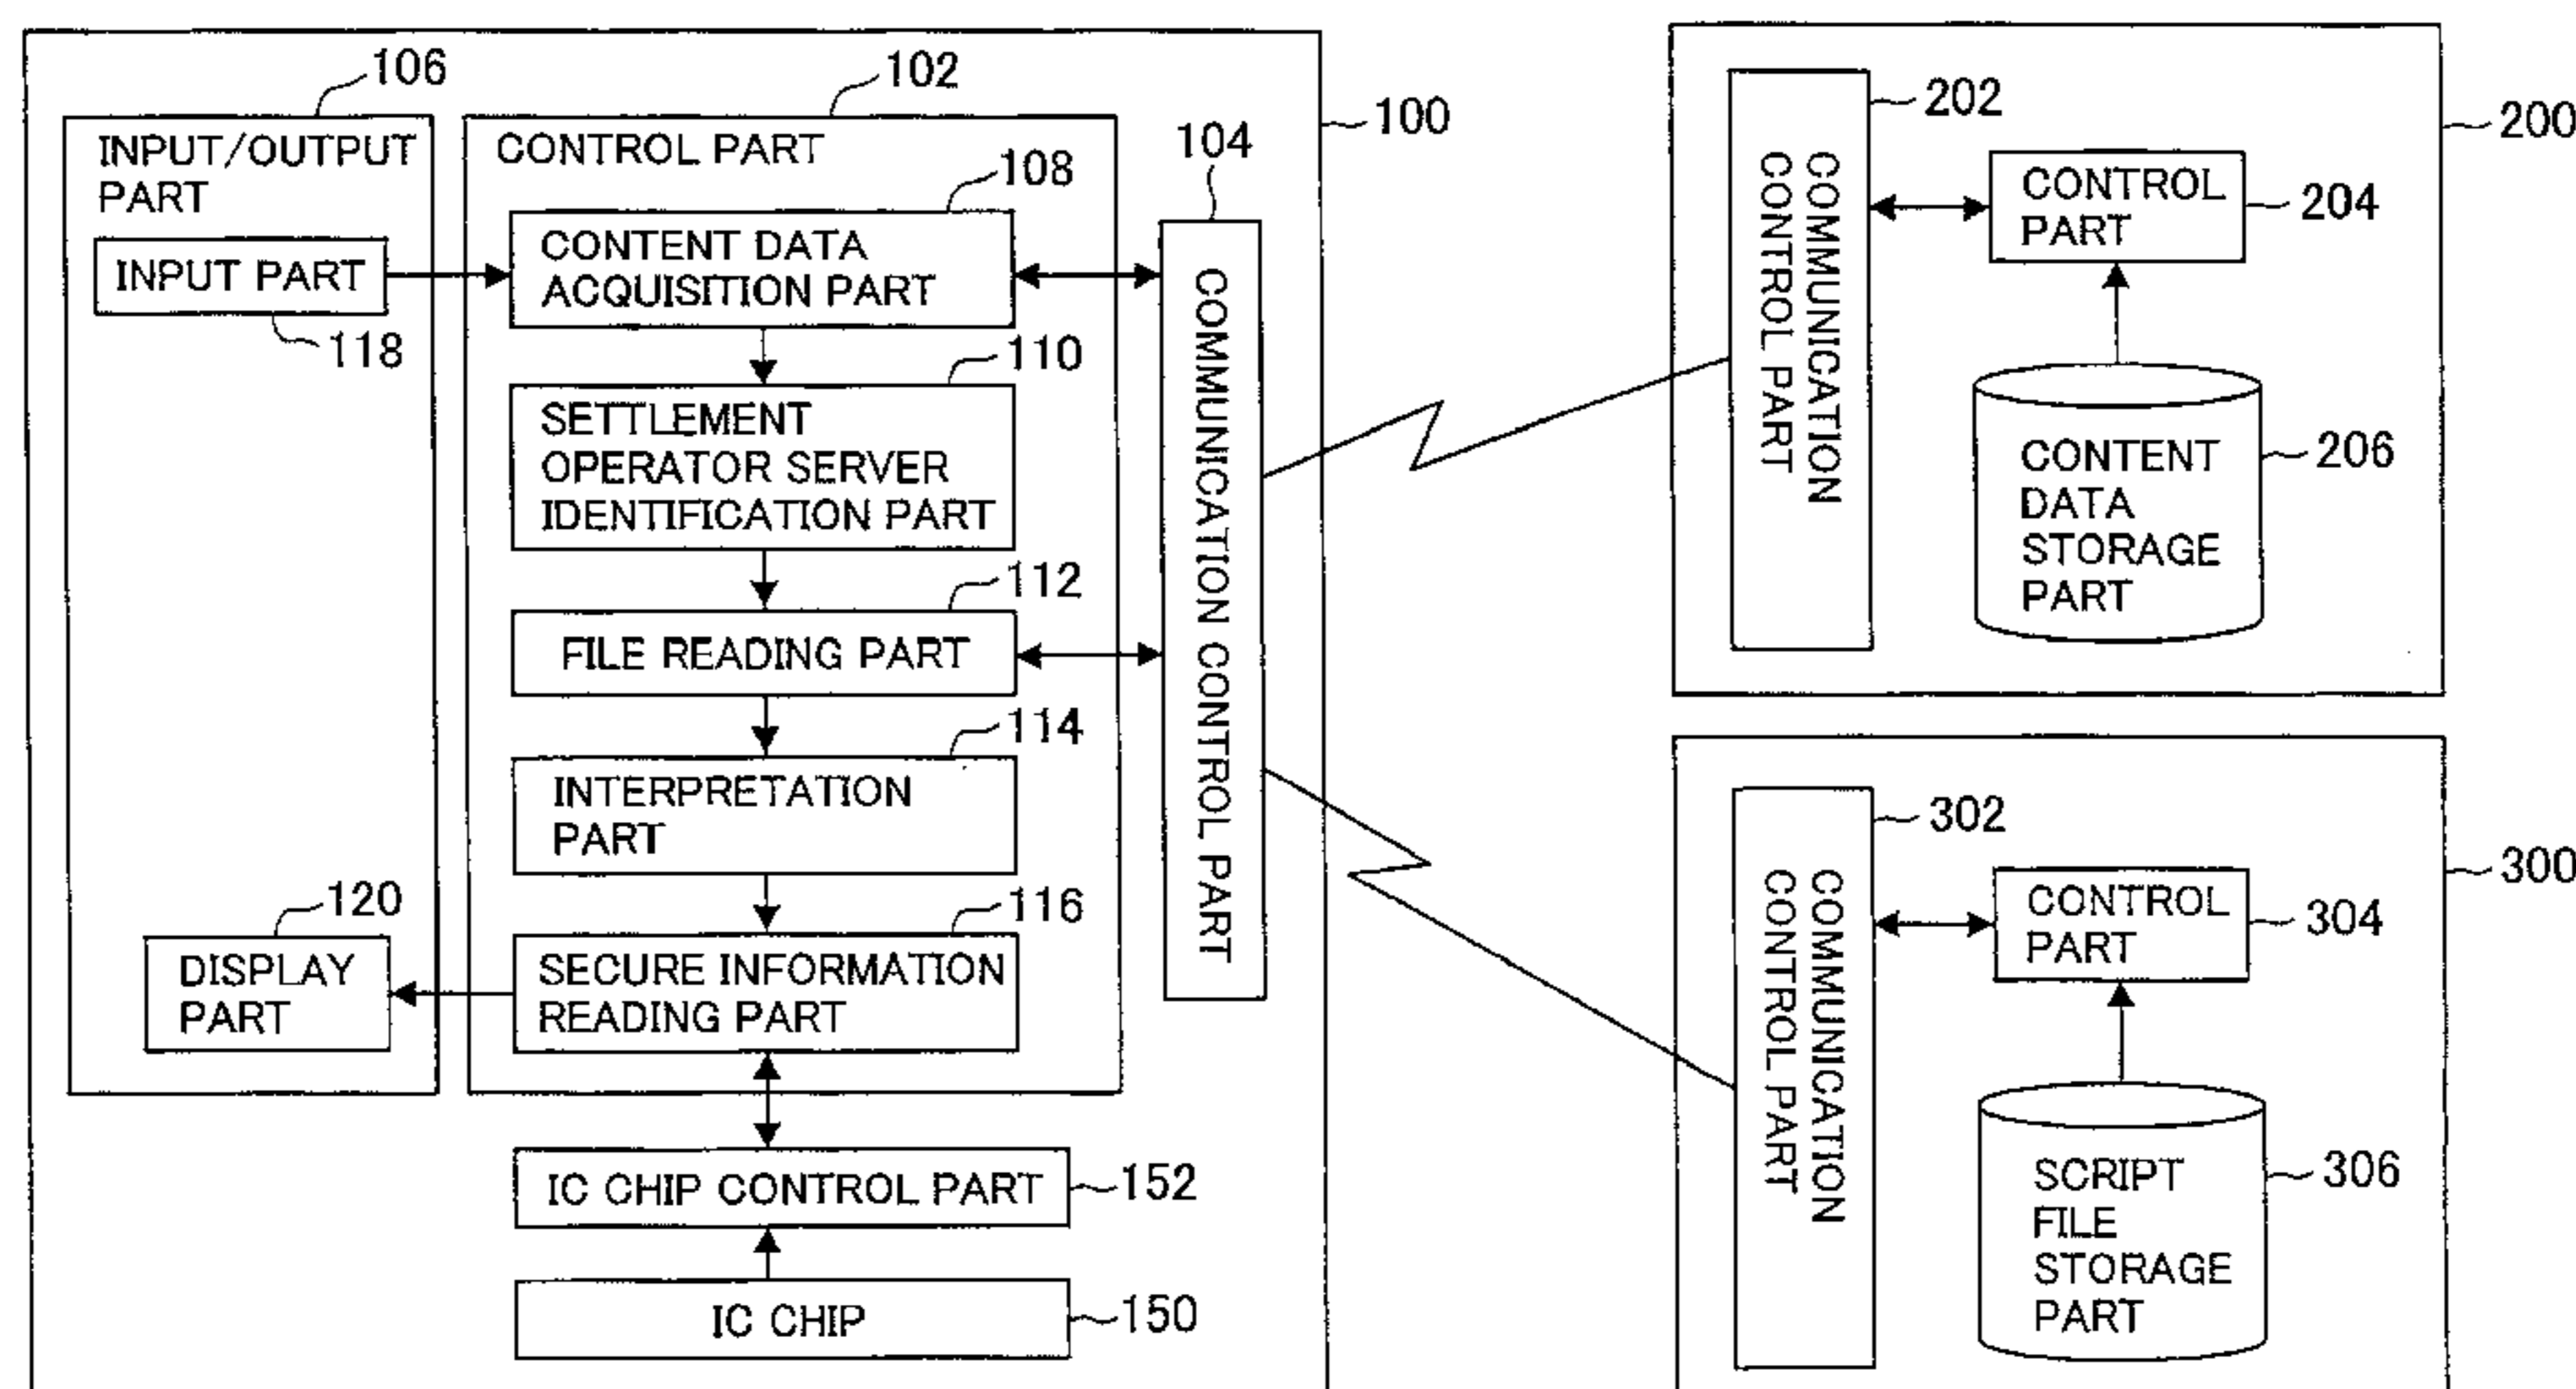 106
102
100
104
INPUT/OUTPUT
PART
CONTROL PART
108
INPUT PART
118
CONTENT DATA
ACQUISITION PART
110
SETTLEMENT
OPERATOR SERVER
IDENTIFICATION PART
112
FILE READING PART
114
INTERPRETATION
PART
116
120
DISPLAY
PART
SECURE INFORMATION
READING PART
IC CHIP CONTROL PART
152
IC CHIP
150
COMMUNICATION CONTROL PART
200
202
COMMUNICATION
CONTROL PART
CONTROL
PART
204
CONTENT
DATA
STORAGE
PART
206
300
302
COMMUNICATION
CONTROL PART
CONTROL
PART
304
SCRIPT
FILE
STORAGE
PART
306